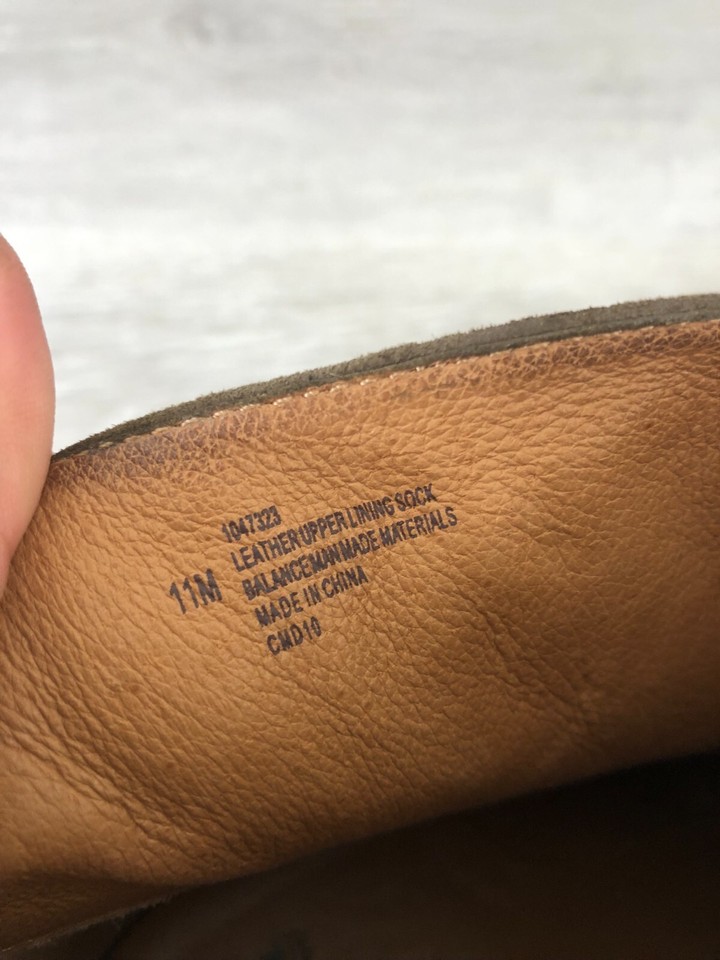 1047323
LEATHER UPPER LINING SOCK
11M
BALANCE MAN MADE MATERIALS
MADE IN CHINA
CMD10